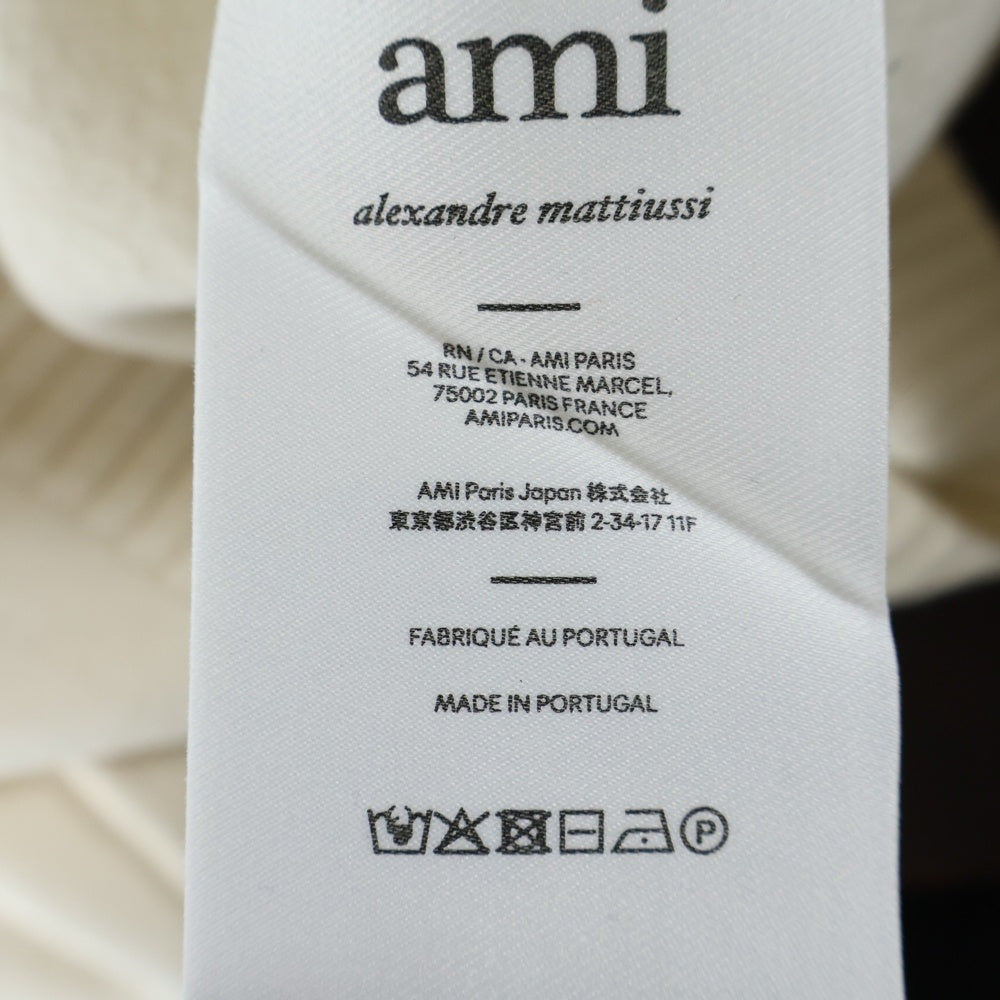 ami
alexandre mattiussi
RN / CA - AMI PARIS
54 RUE ETIENNE MARCEL,
75002 PARIS FRANCE
AMIPARIS.COM
AMI Paris Japan 株式会社
東京都渋谷区神宮前 2-34-17 11F
FABRIQUÉ AU PORTUGAL
MADE IN PORTUGAL
P